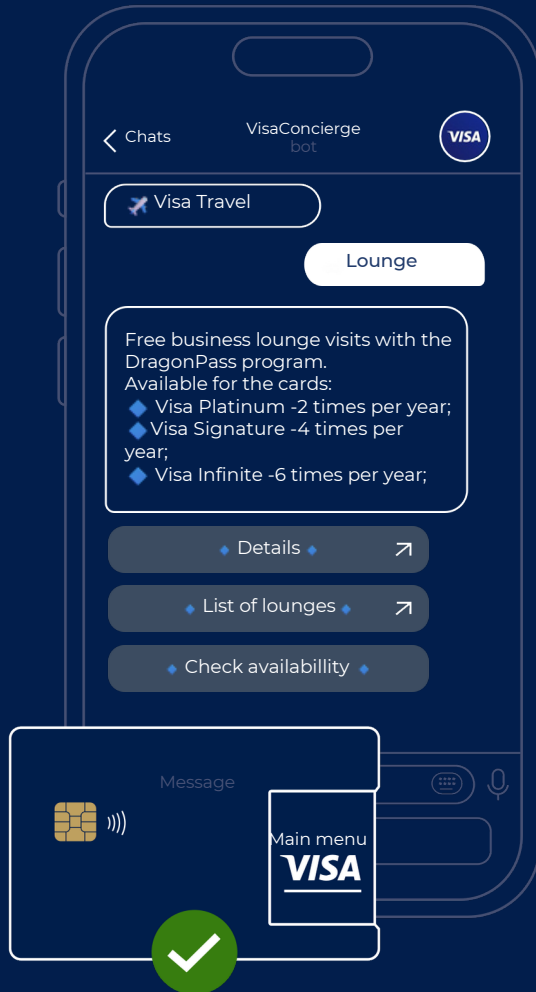 Chats
VisaConcierge
bot
VISA
Visa Travel
Lounge
Free business lounge visits with the
DragonPass program.
Available for the cards:
Visa Platinum -2 times per year;
Visa Signature -4 times per
year;
Visa Infinite -6 times per year;
Details
List of lounges
Check availabillity
Message
Main menu
VISA